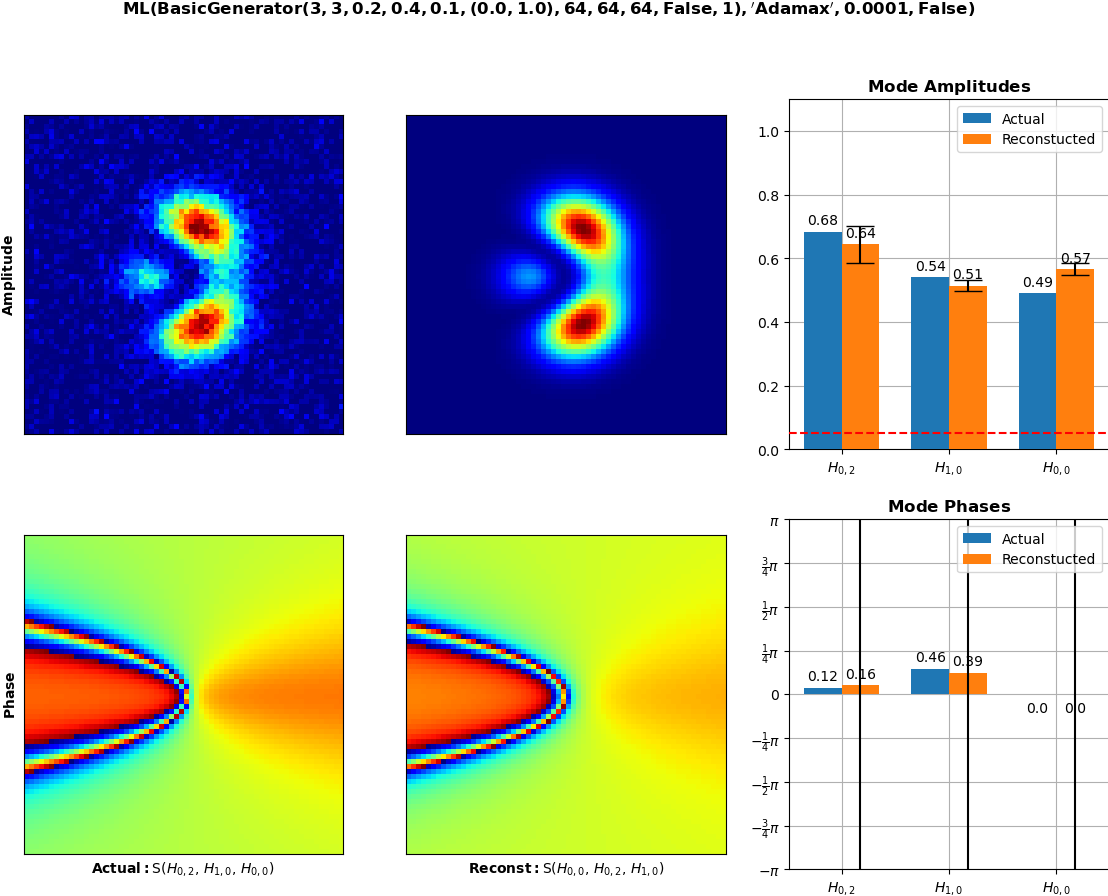 ML(BasicGenerator(3, 3, 0.2, 0.4, 0.1, (0.0, 1.0), 64, 64, 64, False, 1), ′Adamax′, 0.0001, False)
Amplitude
Mode Amplitudes
Actual
Reconstucted
1.0
0.8
0.6
0.4
0.2
0.0
0.68
0.64
0.54
0.51
0.49
0.57
H0,2
H1,0
H0,0
Phase
Actual: S(H0,2, H1,0, H0,0)
Reconst: S(H0,0, H0,2, H1,0)
Mode Phases
Actual
Reconstucted
π
3/4π
1/2π
1/4π
0
−1/4π
−1/2π
−3/4π
−π
0.12
0.16
0.46
0.39
0.0
0.0
H0,2
H1,0
H0,0